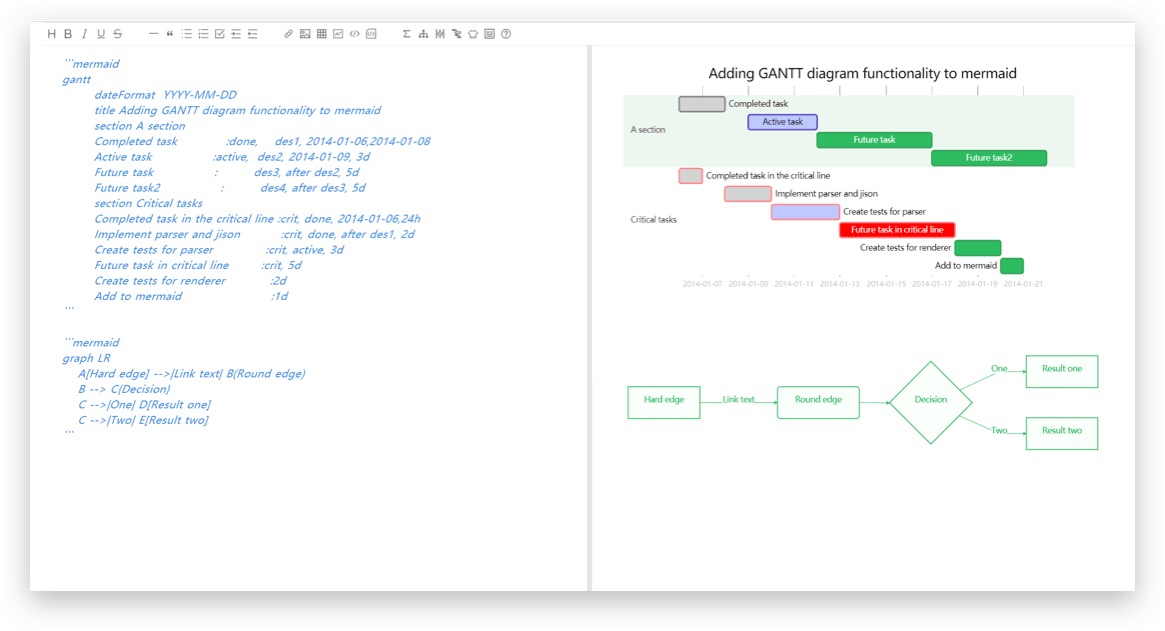 H B I U S
```mermaid
gantt
dateFormat YYYY-MM-DD
title Adding GANTT diagram functionality to mermaid
section A section
Completed task :done, des1, 2014-01-06,2014-01-08
Active task :active, des2, 2014-01-09, 3d
Future task : des3, after des2, 5d
Future task2 : des4, after des3, 5d
section Critical tasks
Completed task in the critical line :crit, done, 2014-01-06,24h
Implement parser and jison :crit, done, after des1, 2d
Create tests for parser :crit, active, 3d
Future task in critical line :crit, 5d
Create tests for renderer :2d
Add to mermaid :1d
```
```mermaid
graph LR
A[Hard edge] -->|Link text| B(Round edge)
B --> C{Decision}
C -->|One| D[Result one]
C -->|Two| E[Result two]
```
Adding GANTT diagram functionality to mermaid
Completed task
Active task
A section
Future task
Future task2
Completed task in the critical line
Implement parser and jison
Create tests for parser
Critical tasks
Future task in critical line
Create tests for renderer
Add to mermaid
2014-01-07 2014-01-09 2014-01-11 2014-01-13 2014-01-15 2014-01-17 2014-01-19 2014-01-21
One
Result one
Hard edge
Link text
Round edge
Decision
Two
Result two